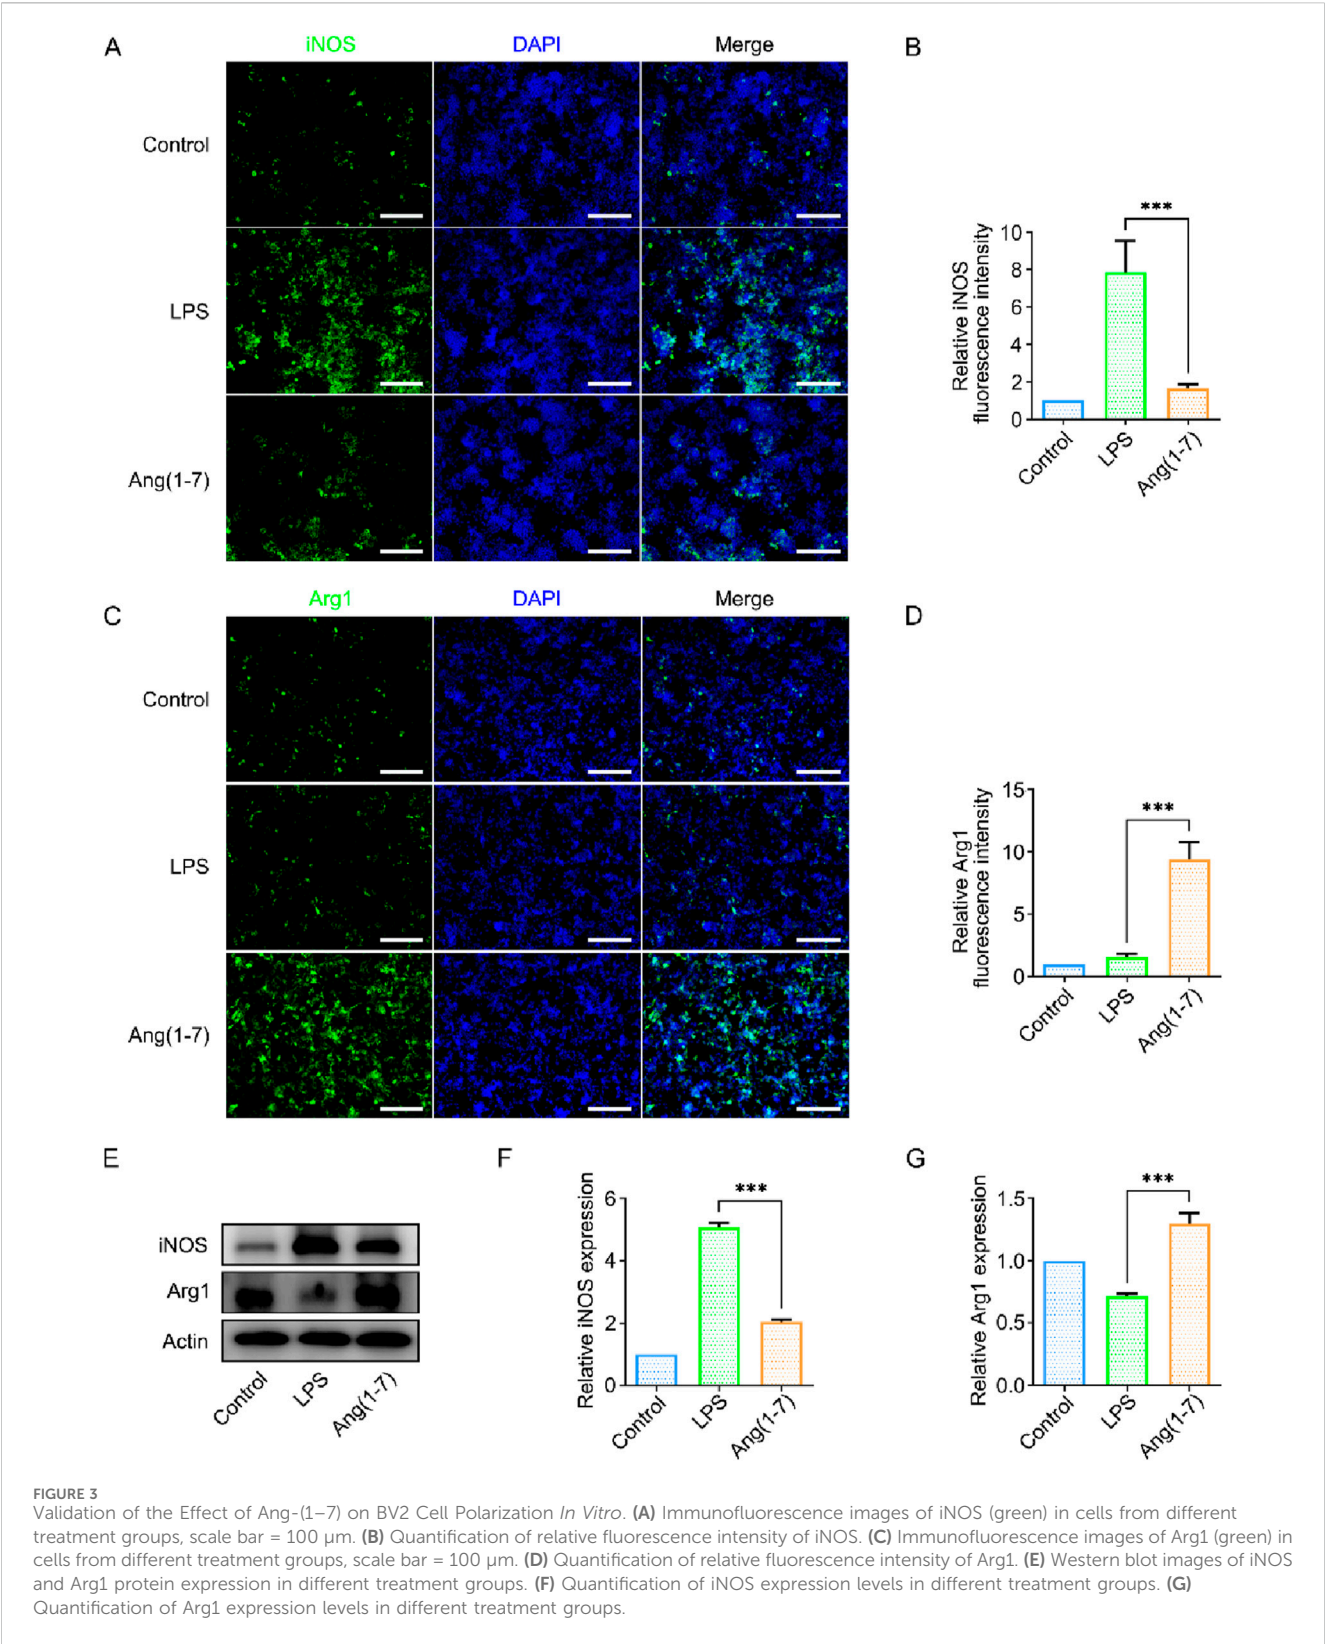 A
iNOS
DAPI
Merge
Control
LPS
Ang(1-7)
B
Relative iNOS
fluorescence intensity
10
8
6
4
2
0
***
Control
LPS
Ang(1-7)
C
Arg1
DAPI
Merge
Control
LPS
Ang(1-7)
D
Relative Arg1
fluorescence intensity
15
10
5
0
***
Control
LPS
Ang(1-7)
E
iNOS
Arg1
Actin
Control
LPS
Ang(1-7)
F
Relative iNOS expression
6
4
2
0
***
Control
LPS
Ang(1-7)
G
Relative Arg1 expression
1.5
1.0
0.5
0.0
***
Control
LPS
Ang(1-7)
FIGURE 3
Validation of the Effect of Ang-(1–7) on BV2 Cell Polarization In Vitro. (A) Immunofluorescence images of iNOS (green) in cells from different
treatment groups, scale bar = 100 μm. (B) Quantification of relative fluorescence intensity of iNOS. (C) Immunofluorescence images of Arg1 (green) in
cells from different treatment groups, scale bar = 100 μm. (D) Quantification of relative fluorescence intensity of Arg1. (E) Western blot images of iNOS
and Arg1 protein expression in different treatment groups. (F) Quantification of iNOS expression levels in different treatment groups. (G)
Quantification of Arg1 expression levels in different treatment groups.